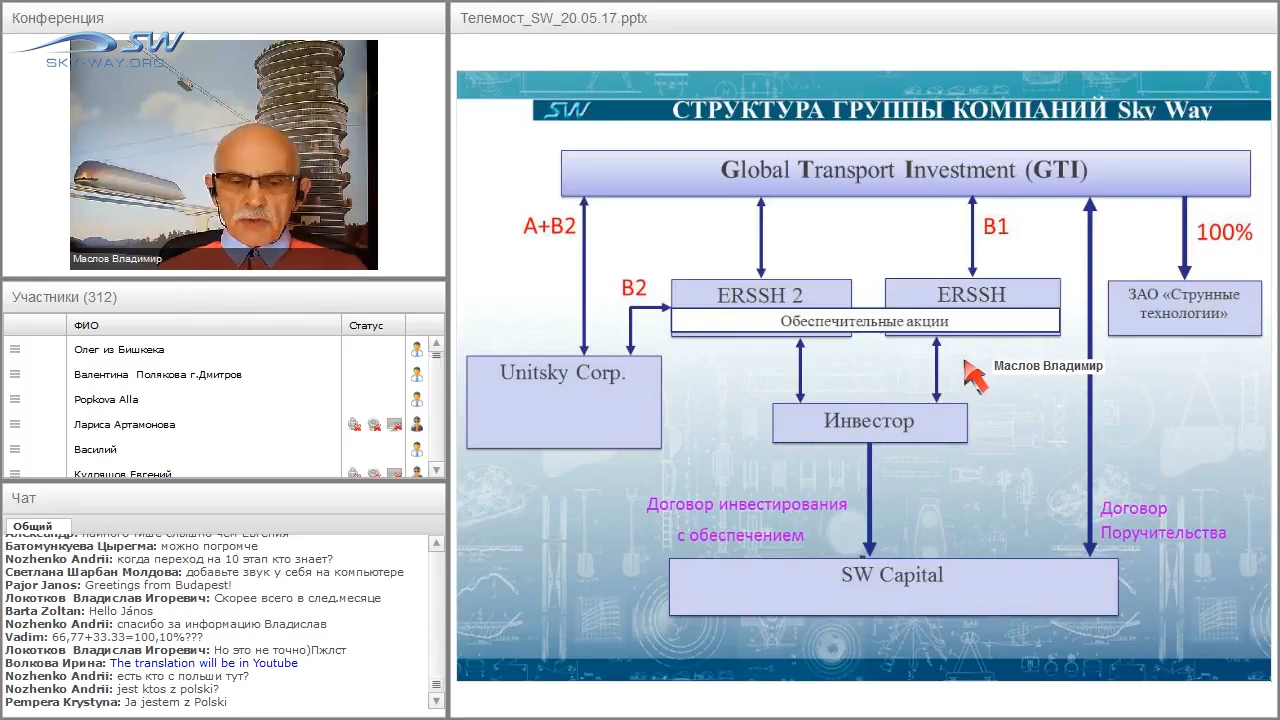 Конференция
SW
SKY-WAY.ORG
Маслов Владимир
Участники (312)
ФИО
Статус
Олег из Бишкека
Валентина Полякова г.Дмитров
Popkova Alla
Лариса Артамонова
Василий
Кудряшов Евгений
Чат
Общий
Батомункуева Цырегма: можно погромче
Nozhenko Andrii: когда переход на 10 этап кто знает?
Светлана Шарбан Молдова: добавьте звук у себя на компьютере
Pajor Janos: Greetings from Budapest!
Локотков Владислав Игоревич: Скорее всего в след.месяце
Barta Zoltan: Hello János
Nozhenko Andrii: спасибо за информацию Владислав
Vadim: 66,77+33.33=100,10%???
Локотков Владислав Игоревич: Но это не точно)Пжлст
Волкова Ирина: The translation will be in Youtube
Nozhenko Andrii: есть кто с польши тут?
Nozhenko Andrii: jest ktos z polski?
Pempera Krystyna: Ja jestem z Polski
Телемост_SW_20.05.17.pptx
SW
СТРУКТУРА ГРУППЫ КОМПАНИЙ Sky Way
Global Transport Investment (GTI)
A+B2
B1
100%
B2
ERSSH 2
ERSSH
ЗАО «Струнные
технологии»
Обеспечительные акции
Unitsky Corp.
Маслов Владимир
Инвестор
Договор инвестирования
с обеспечением
Договор
Поручительства
SW Capital